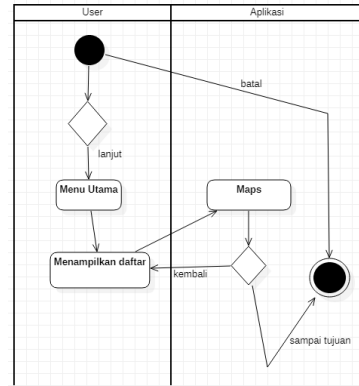 User
Aplikasi
batal
lanjut
Menu Utama
Maps
Menampilkan daftar
kembali
sampai tujuan